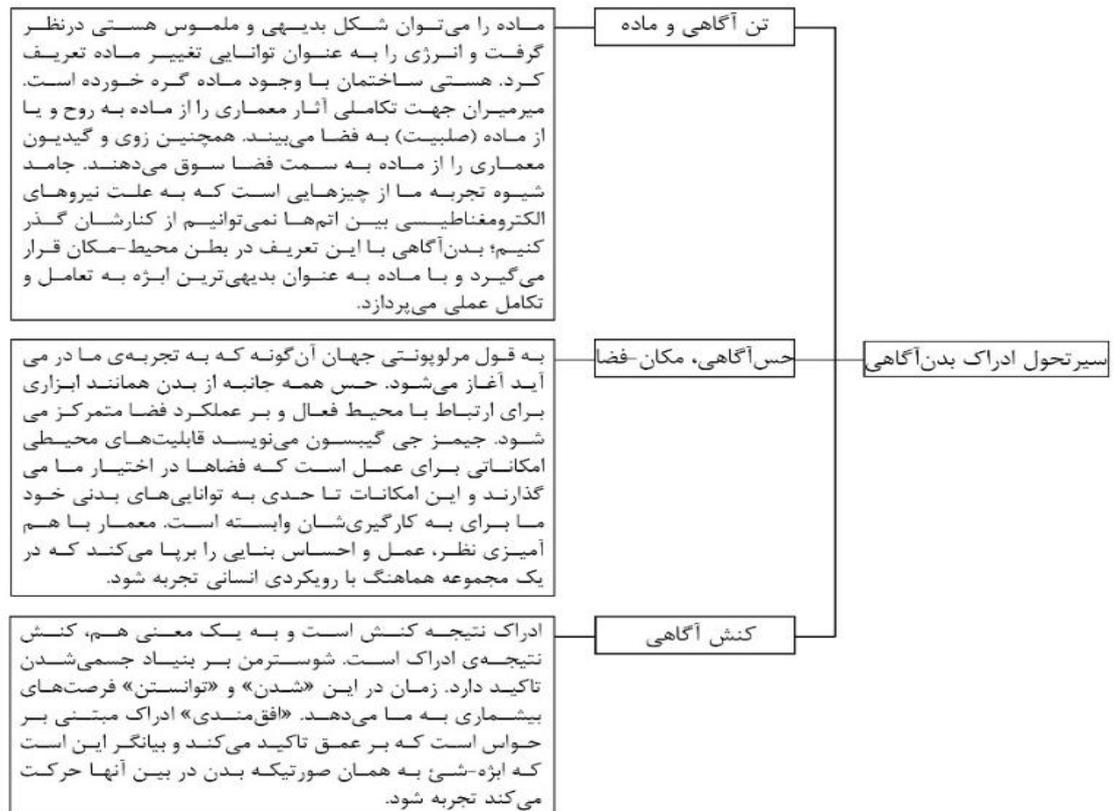 سیرتحول ادراک بدن‌آگاهی
تن آگاهی و ماده
ماده را می‌توان شکل بدیهی و ملموس هستی درنظر
گرفت و انرژی را به عنوان توانایی تغییر ماده تعریف
کرد. هستی ساختمان با وجود ماده گره خورده است.
میرمیران جهت تکاملی آثار معماری را از ماده به روح و یا
از ماده (صلبیت) به فضا می‌بیند. همچنین زوی و گیدیون
معماری را از ماده به سمت فضا سوق می‌دهند. جامد
شیوه تجربه ما از چیزهایی است که به علت نیروهای
الکترومغناطیسی بین اتم‌ها نمی‌توانیم از کنارشان گذر
کنیم؛ بدن‌آگاهی با این تعریف در بطن محیط-مکان قرار
می‌گیرد و با ماده به عنوان بدیهی‌ترین ابژه به تعامل و
تکامل عملی می‌پردازد.
حس‌آگاهی، مکان-فضا
به قول مرلوپونتی جهان آن‌گونه که به تجربه‌ی ما در می
آید آغاز می‌شود. حس همه جانبه از بدن همانند ابزاری
برای ارتباط با محیط فعال و بر عملکرد فضا متمرکز می
شود. جیمز جی گیبسون می‌نویسد قابلیت‌های محیطی
امکاناتی برای عمل است که فضاها در اختیار ما می
گذارند و این امکانات تا حدی به توانایی‌های بدنی خود
ما برای به کارگیری‌شان وابسته است. معمار با هم
آمیزی نظر، عمل و احساس بنایی را برپا می‌کند که در
یک مجموعه هماهنگ با رویکردی انسانی تجربه شود.
کنش آگاهی
ادراک نتیجه کنش است و به یک معنی هم، کنش
نتیجه‌ی ادراک است. شوسترمن بر بنیاد جسمی‌شدن
تاکید دارد. زمان در این «شدن» و «توانستن» فرصت‌های
بیشماری به ما می‌دهد. «افق‌مندی» ادراک مبتنی بر
حواس است که بر عمق تاکید می‌کند و بیانگر این است
که ابژه-شئ به همان صورتیکه بدن در بین آنها حرکت
می‌کند تجربه شود.